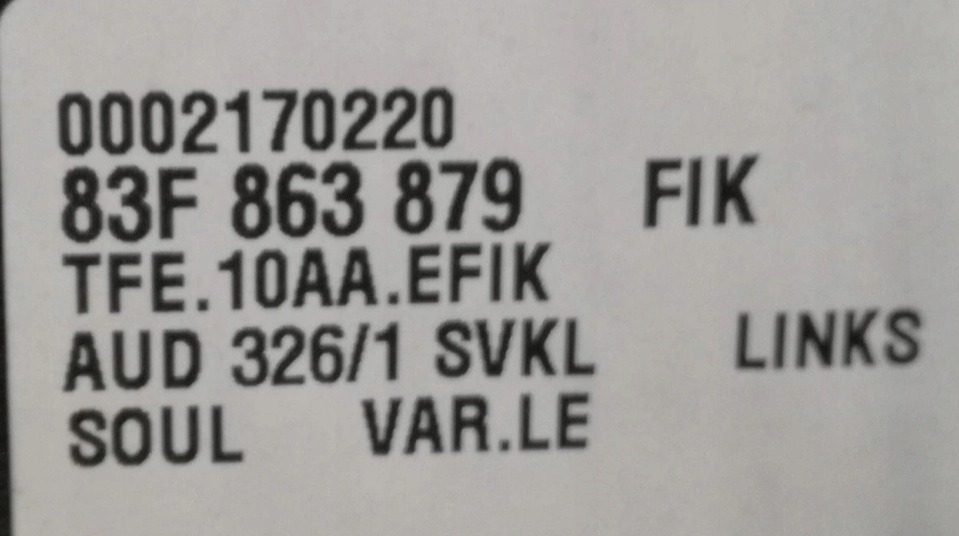 0002170220
83F 863 879 FIK
TFE.10AA.EFIK
AUD 326/1 SVKL LINKS
SOUL VAR.LE